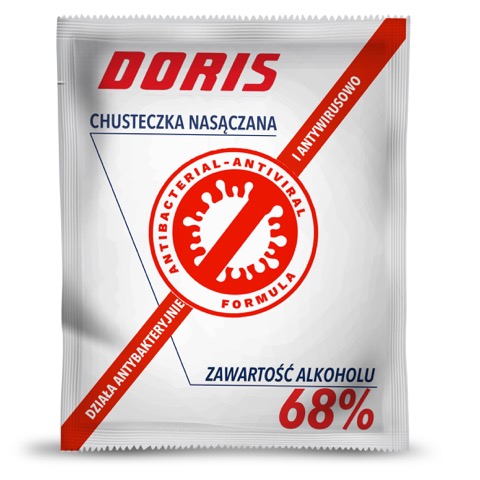 DORIS
CHUSTECZKA NASĄCZANA
I ANTYWIRUSOWO
ANTIBACTERIAL-ANTIVIRAL
FORMULA
DZIAŁA ANTYBAKTERYJNIE
ZAWARTOŚĆ ALKOHOLU
68%